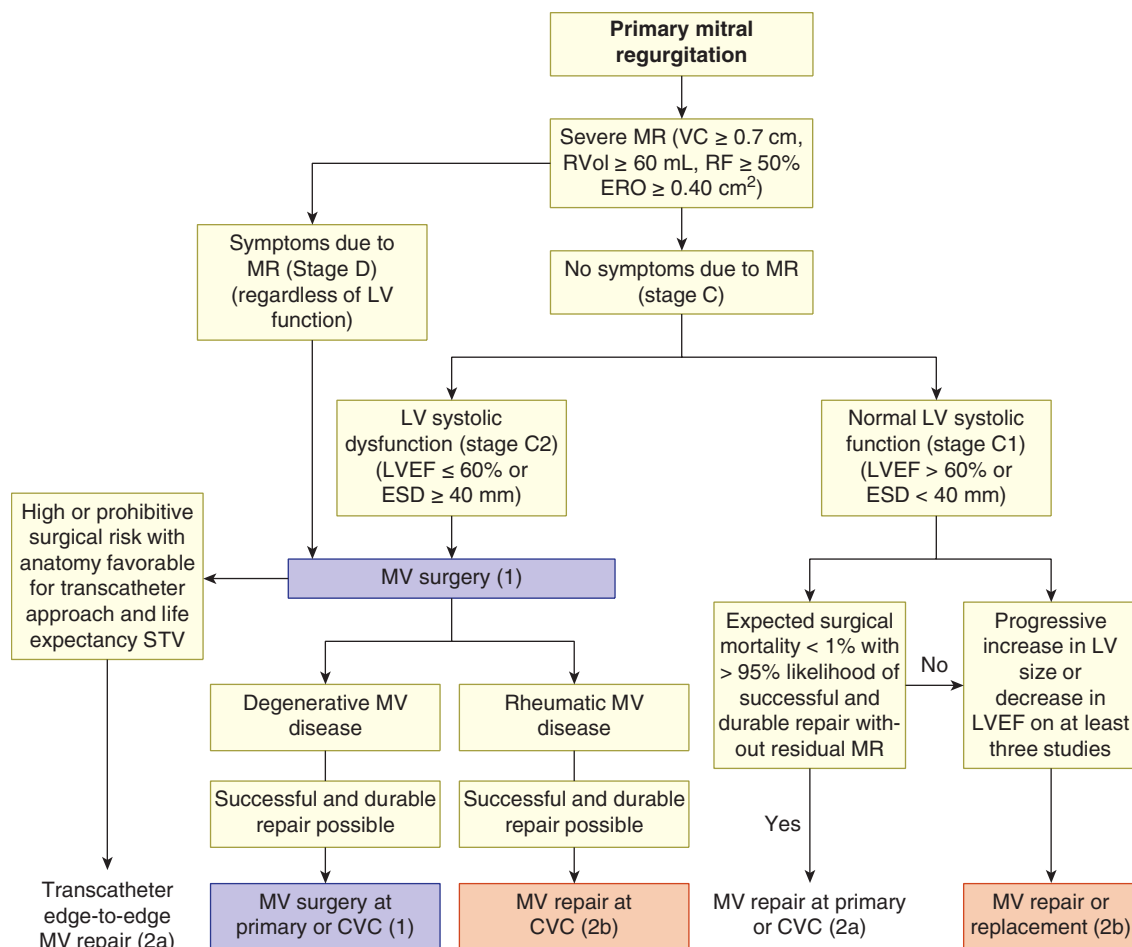 Primary mitral
regurgitation
Severe MR (VC ≥ 0.7 cm,
RVol ≥ 60 mL, RF ≥ 50%
ERO ≥ 0.40 cm²)
Symptoms due to
MR (Stage D)
(regardless of LV
function)
No symptoms due to MR
(stage C)
LV systolic
dysfunction (stage C2)
(LVEF ≤ 60% or
ESD ≥ 40 mm)
Normal LV systolic
function (stage C1)
(LVEF > 60% or
ESD < 40 mm)
High or prohibitive
surgical risk with
anatomy favorable
for transcatheter
approach and life
expectancy STV
MV surgery (1)
Expected surgical
mortality < 1% with
> 95% likelihood of
successful and
durable repair with-
out residual MR
No
Progressive
increase in LV
size or
decrease in
LVEF on at least
three studies
Degenerative MV
disease
Rheumatic MV
disease
Successful and durable
repair possible
Successful and durable
repair possible
Yes
Transcatheter
edge-to-edge
MV repair (2a)
MV surgery at
primary or CVC (1)
MV repair at
CVC (2b)
MV repair at primary
or CVC (2a)
MV repair or
replacement (2b)